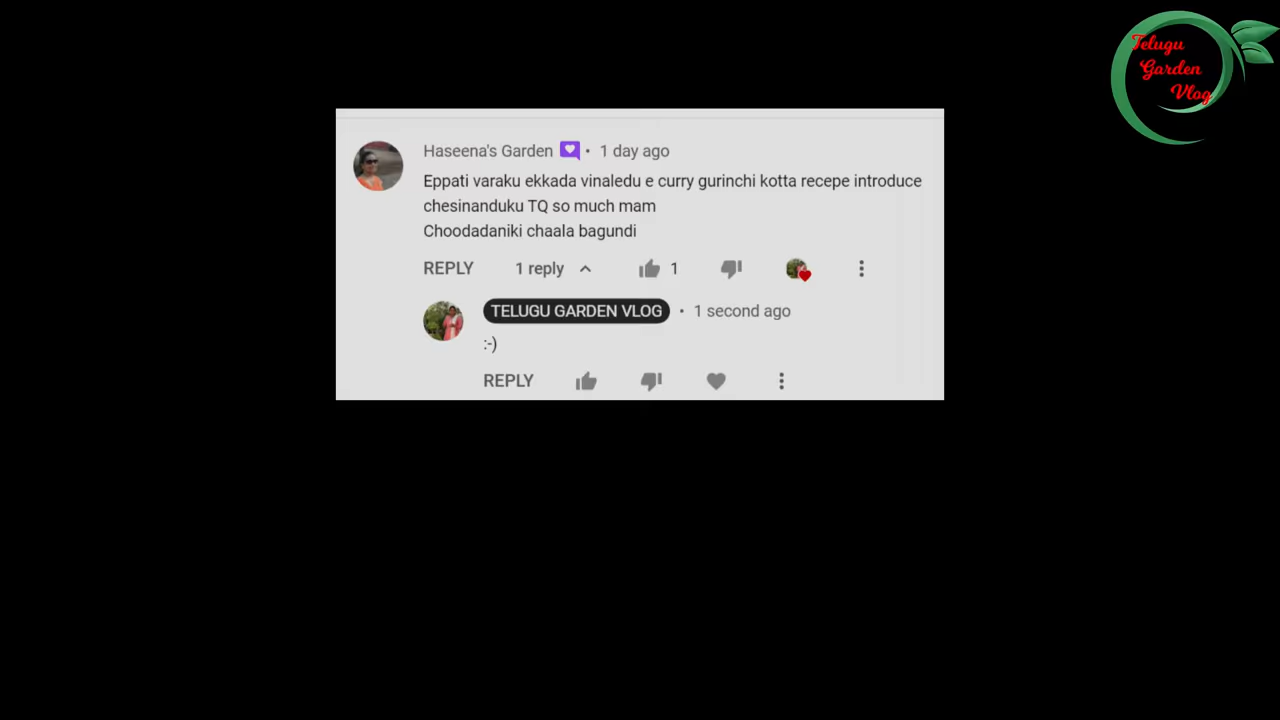 Telugu
Garden
Vlog
Haseena's Garden • 1 day ago
Eppati varaku ekkada vinaledu e curry gurinchi kotta recepe introduce
chesinanduku TQ so much mam
Choodadaniki chaala bagundi
REPLY 1 reply 1
TELUGU GARDEN VLOG • 1 second ago
:-)
REPLY